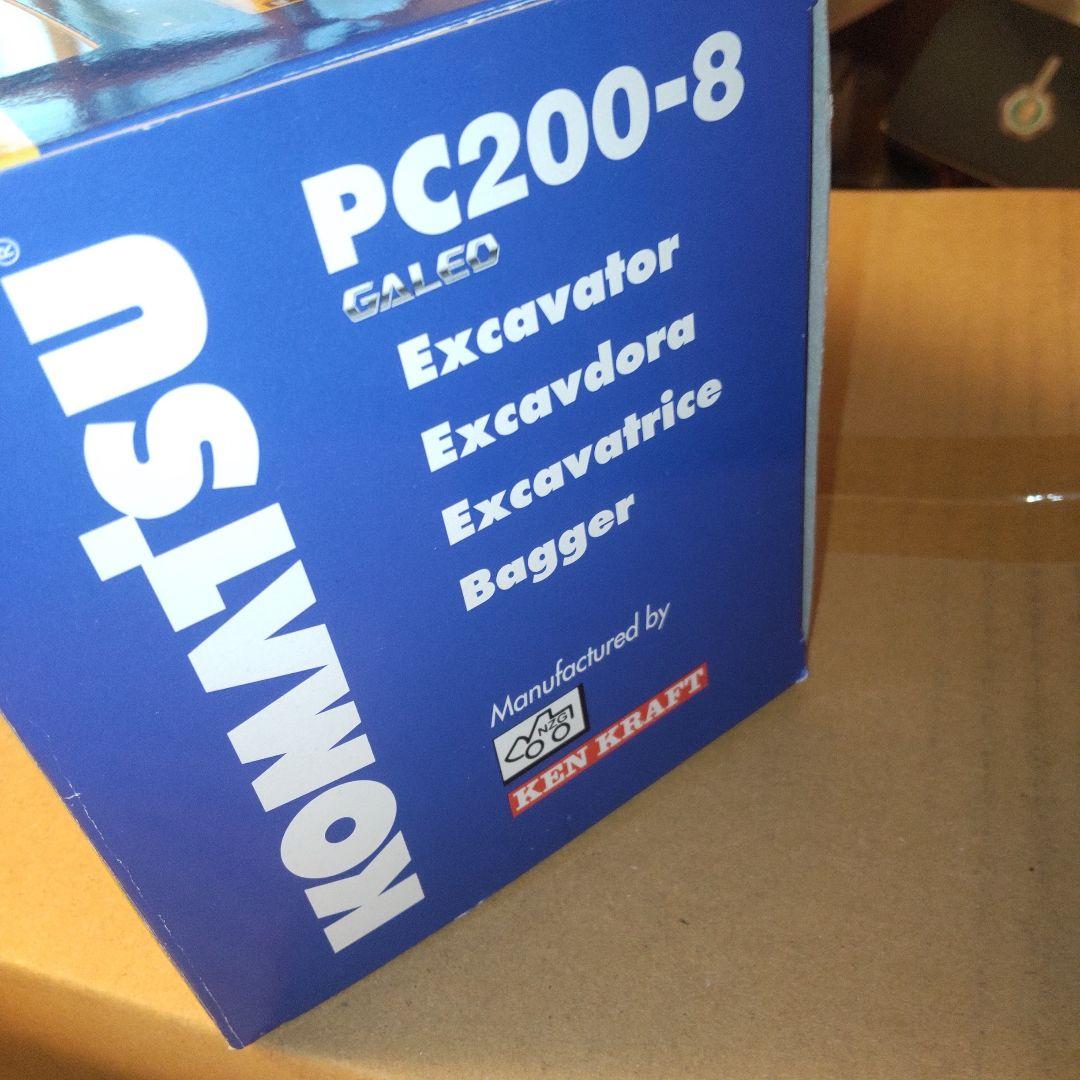 KOMATSU®
PC200-8
GALEO
Excavator
Excavdora
Excavatrice
Bagger
Manufactured by
NZG
KEN KRAFT